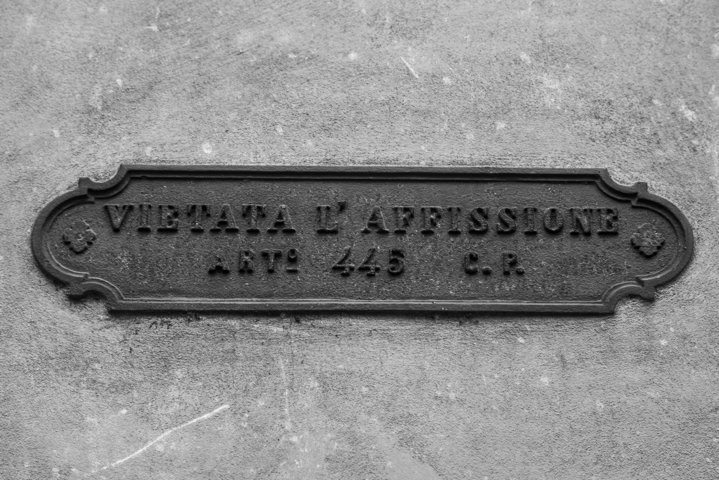 VIETATA L'AFFISSIONE
ARTº 445 C.P.